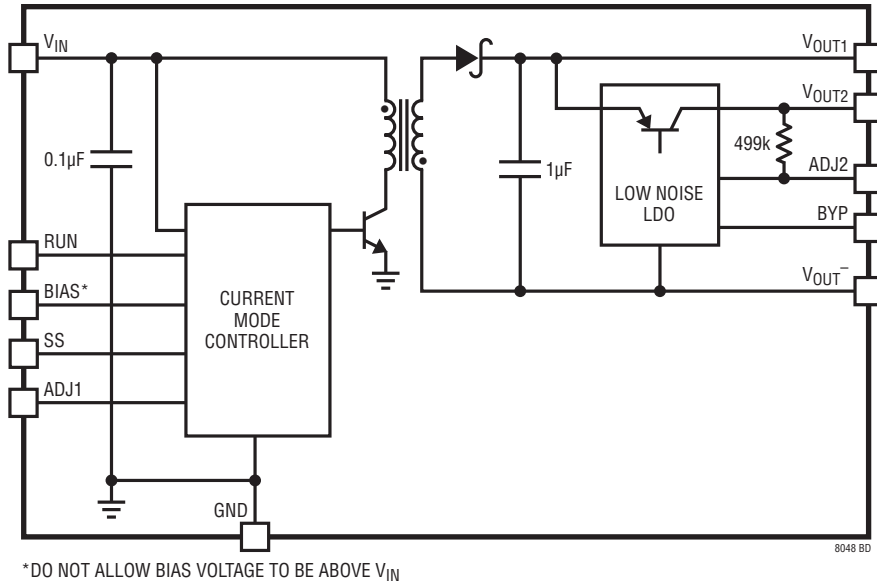 VIN
VOUT1
VOUT2
0.1µF
499k
1µF
ADJ2
LOW NOISE
LDO
BYP
RUN
BIAS*
VOUT–
CURRENT
MODE
CONTROLLER
SS
ADJ1
GND
8048 BD
*DO NOT ALLOW BIAS VOLTAGE TO BE ABOVE VIN